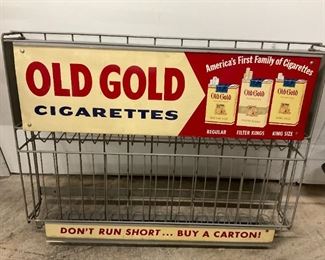 America's First Family of Cigarettes
OLD GOLD
CIGARETTES
Old Gold
Old Gold
Old Gold
REGULAR FILTER KINGS KING SIZE
DON'T RUN SHORT... BUY A CARTON!